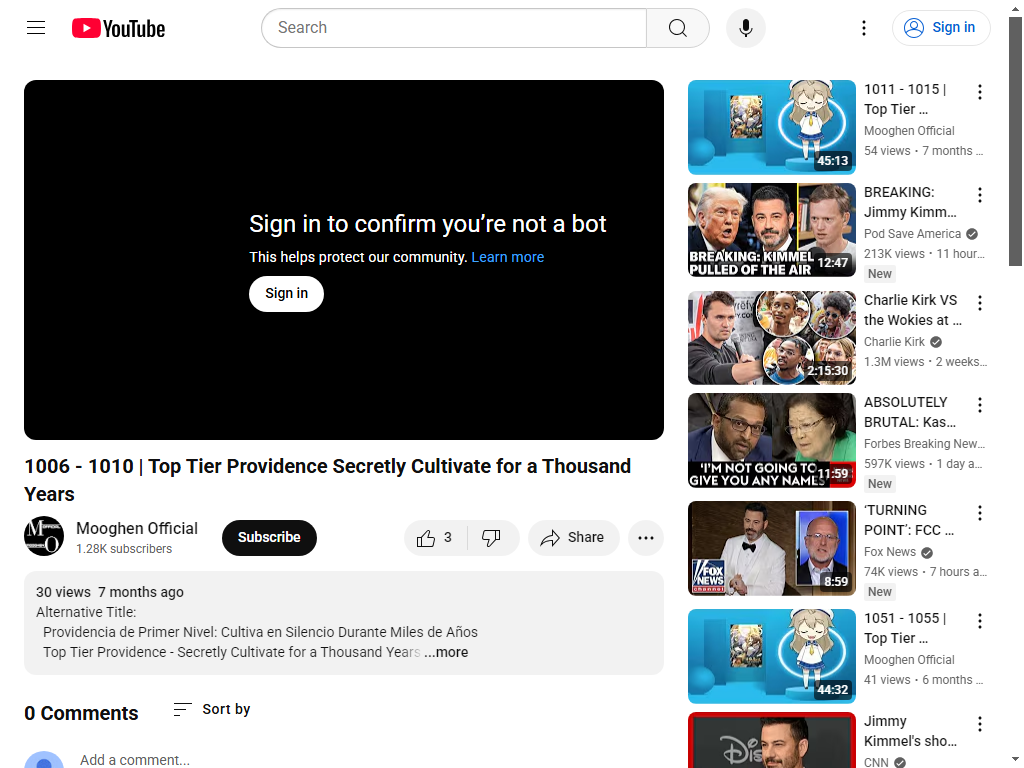 YouTube
Search
Sign in
Sign in to confirm you're not a bot
This helps protect our community. Learn more
Sign in
1006 - 1010 | Top Tier Providence Secretly Cultivate for a Thousand
Years
Mooghen Official
1.28K subscribers
Subscribe
3
Share
30 views 7 months ago
Alternative Title:
Providencia de Primer Nivel: Cultiva en Silencio Durante Miles de Años
Top Tier Providence - Secretly Cultivate for a Thousand Years ...more
0 Comments
Sort by
Add a comment...
45:13
1011 - 1015 |
Top Tier ...
Mooghen Official
54 views • 7 months ...
BREAKING: KIMMEL
PULLED OF THE AIR
12:47
BREAKING:
Jimmy Kimm...
Pod Save America
213K views • 11 hour...
New
2:15:30
Charlie Kirk VS
the Wokies at ...
Charlie Kirk
1.3M views • 2 weeks...
'I'M NOT GOING TO
GIVE YOU ANY NAMES'
11:59
ABSOLUTELY
BRUTAL: Kas...
Forbes Breaking New...
597K views • 1 day a...
New
FOX
NEWS
channel
8:59
'TURNING
POINT': FCC ...
Fox News
74K views • 7 hours a...
New
44:32
1051 - 1055 |
Top Tier ...
Mooghen Official
41 views • 6 months ...
Jimmy
Kimmel's sho...
CNN